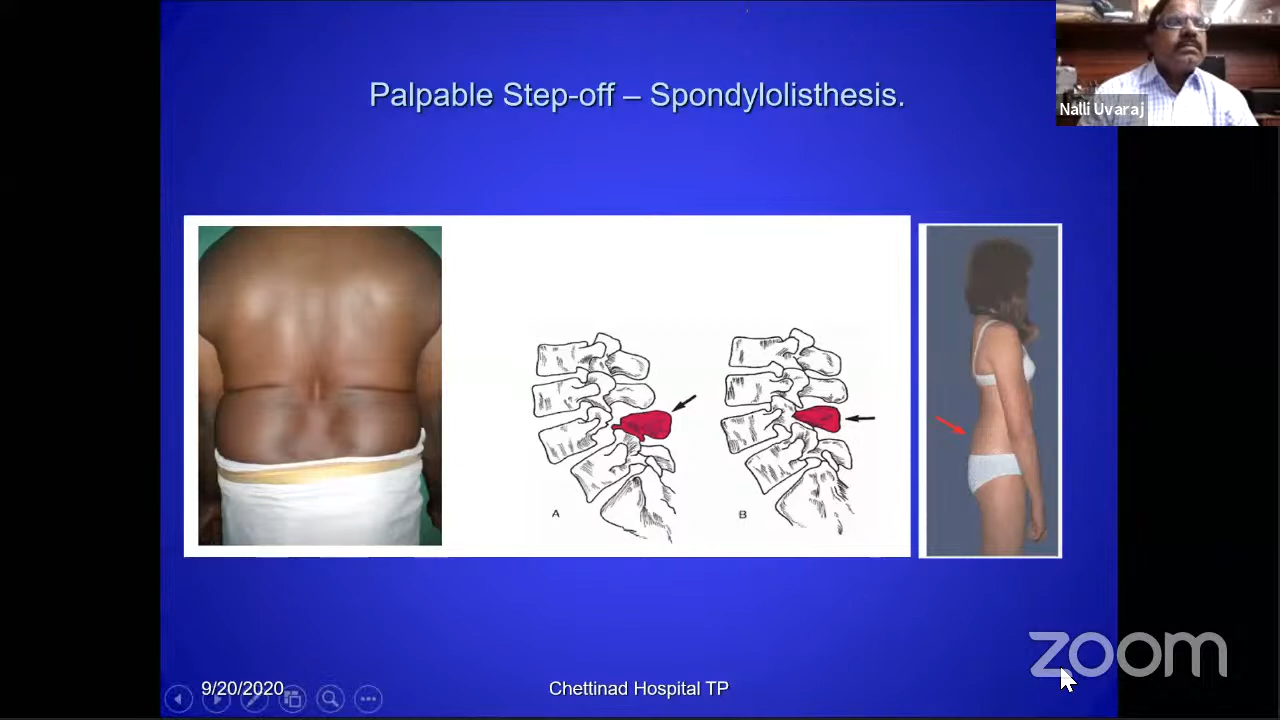 Palpable Step-off – Spondylolisthesis.
Nalli Uvaraj
A
B
zoom
9/20/2020
Chettinad Hospital TP